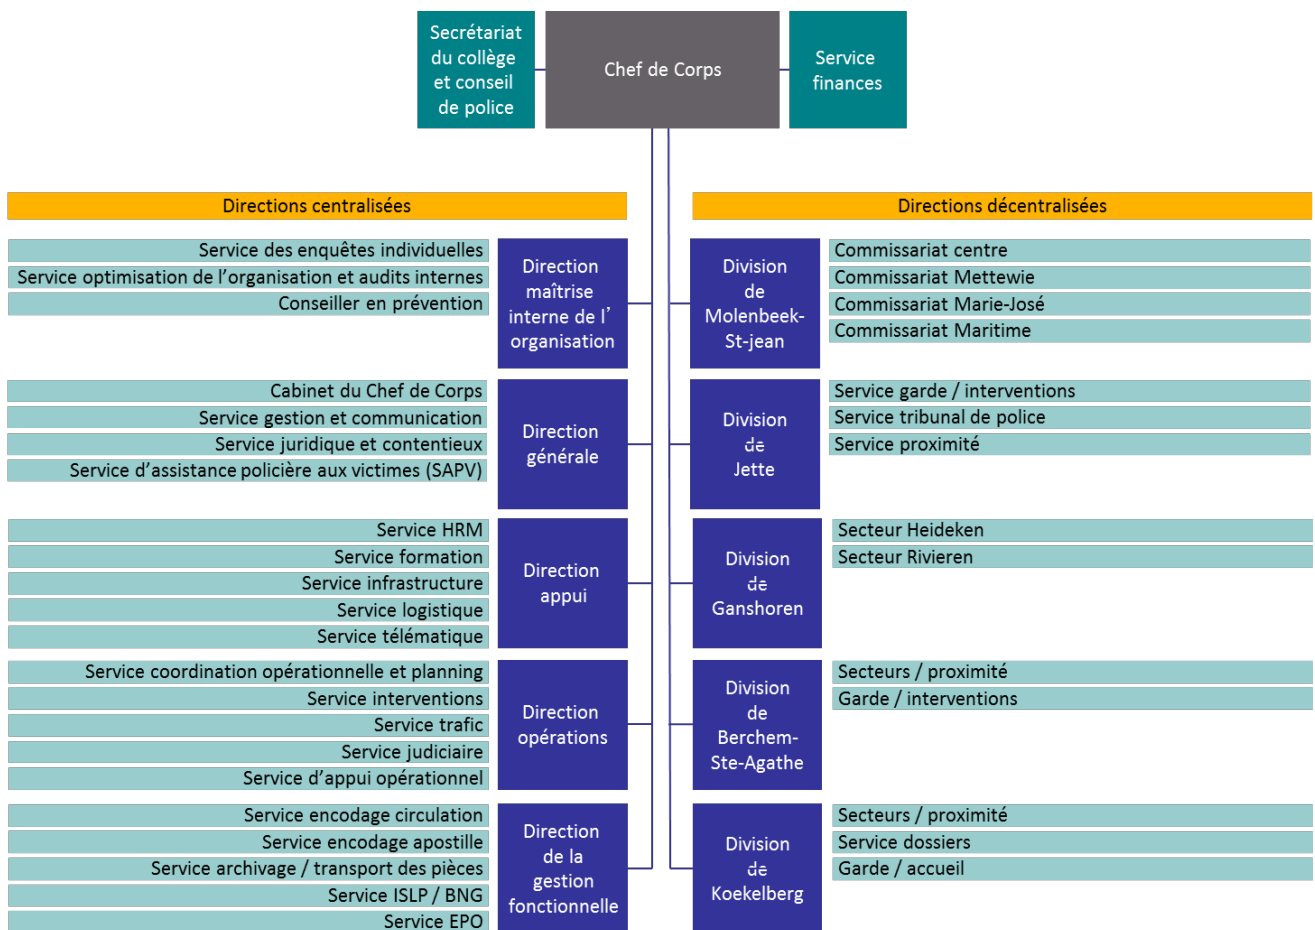 Secrétariat
du collège
et conseil
de police
Chef de Corps
Service
finances
Directions centralisées
Service des enquêtes individuelles
Service optimisation de l’organisation et audits internes
Conseiller en prévention
Direction
maîtrise
interne de l’
organisation
Cabinet du Chef de Corps
Service gestion et communication
Service juridique et contentieux
Service d’assistance policière aux victimes (SAPV)
Direction
générale
Service HRM
Service formation
Service infrastructure
Service logistique
Service télématique
Direction
appui
Service coordination opérationnelle et planning
Service interventions
Service trafic
Service judiciaire
Service d’appui opérationnel
Direction
opérations
Service encodage circulation
Service encodage apostille
Service archivage / transport des pièces
Service ISLP / BNG
Service EPO
Direction
de la
gestion
fonctionnelle
Directions décentralisées
Division
de
Molenbeek-
St-jean
Commissariat centre
Commissariat Mettewie
Commissariat Marie-José
Commissariat Maritime
Division
de
Jette
Service garde / interventions
Service tribunal de police
Service proximité
Division
de
Ganshoren
Secteur Heideken
Secteur Rivieren
Division
de
Berchem-
Ste-Agathe
Secteurs / proximité
Garde / interventions
Division
de
Koekelberg
Secteurs / proximité
Service dossiers
Garde / accueil